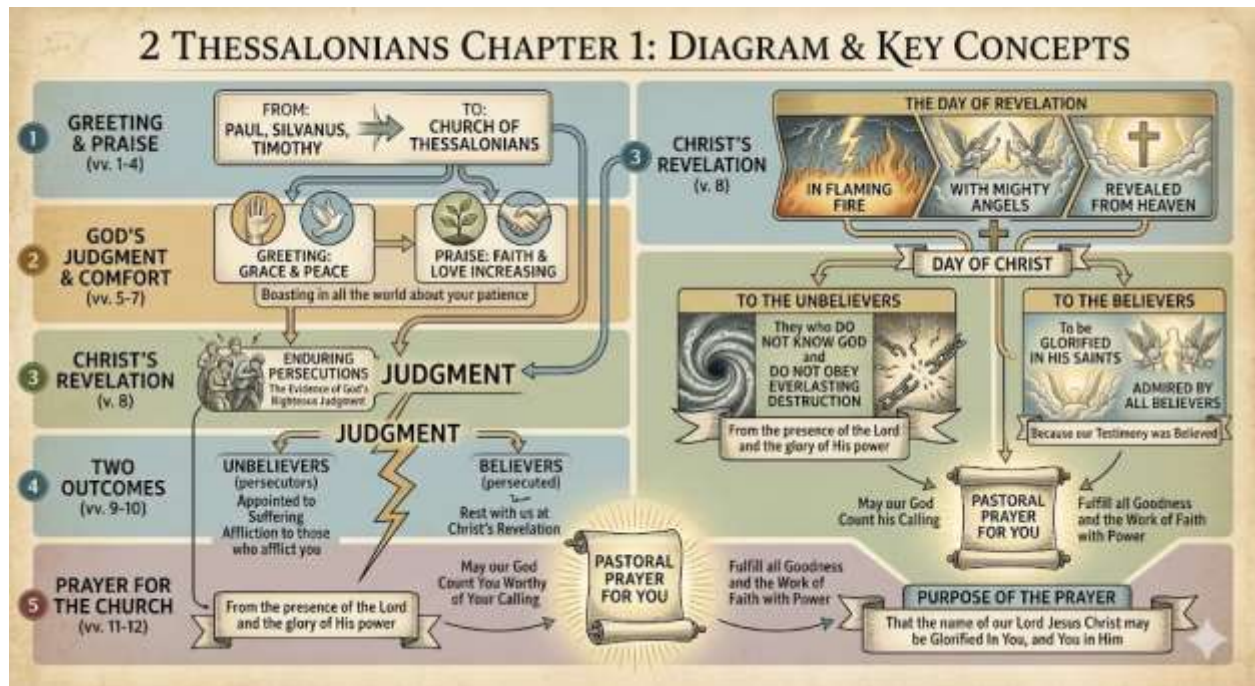 2 THESSALONIANS CHAPTER 1: DIAGRAM & KEY CONCEPTS
1
GREETING
& PRAISE
(vv. 1-4)
FROM:
PAUL, SILVANUS,
TIMOTHY
TO:
CHURCH OF
THESSALONIANS
2
GOD'S
JUDGMENT
& COMFORT
(vv. 5-7)
GREETING:
GRACE & PEACE
PRAISE: FAITH &
LOVE INCREASING
Boasting in all the world about your patience
3
CHRIST'S
REVELATION
(v. 8)
ENDURING
PERSECUTIONS
The Evidence of God's
Righteous Judgment
JUDGMENT
4
TWO
OUTCOMES
(vv. 9-10)
JUDGMENT
UNBELIEVERS
(persecutors)
Appointed to
Suffering
Affliction to those
who afflict you
BELIEVERS
(persecuted)
Rest with us at
Christ's Revelation
3
CHRIST'S
REVELATION
(v. 8)
THE DAY OF REVELATION
IN FLAMING
FIRE
WITH MIGHTY
ANGELS
REVEALED
FROM HEAVEN
DAY OF CHRIST
TO THE UNBELIEVERS
They who DO
NOT KNOW GOD
and
DO NOT OBEY
EVERLASTING
DESTRUCTION
From the presence of the Lord
and the glory of His power
TO THE BELIEVERS
To be
GLORIFIED
IN HIS SAINTS
ADMIRED BY
ALL BELIEVERS
Because our Testimony was Believed
May our God
Count his Calling
PASTORAL
PRAYER
FOR YOU
Fulfill all Goodness
and the Work of Faith
with Power
5
PRAYER FOR
THE CHURCH
(vv. 11-12)
From the presence of the Lord
and the glory of His power
May our God
Count You Worthy
of Your Calling
PASTORAL
PRAYER
FOR YOU
Fulfill all Goodness
and the Work of
Faith with Power
PURPOSE OF THE PRAYER
That the name of our Lord Jesus Christ may
be Glorified In You, and You in Him